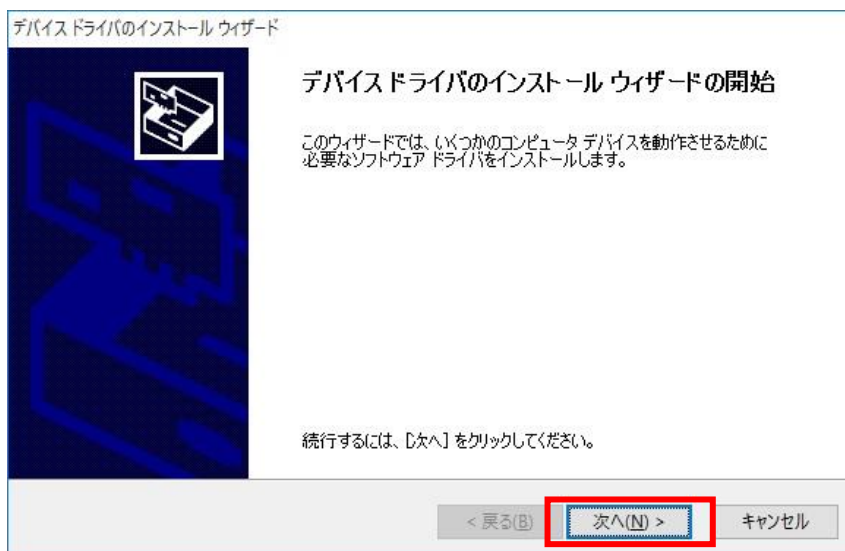 デバイス ドライバのインストール ウィザード
デバイス ドライバのインストール ウィザードの開始
このウィザードでは、いくつかのコンピュータ デバイスを動作させるために
必要なソフトウェア ドライバをインストールします。
続行するには、[次へ] をクリックしてください。
< 戻る(B) 次へ(N) > キャンセル